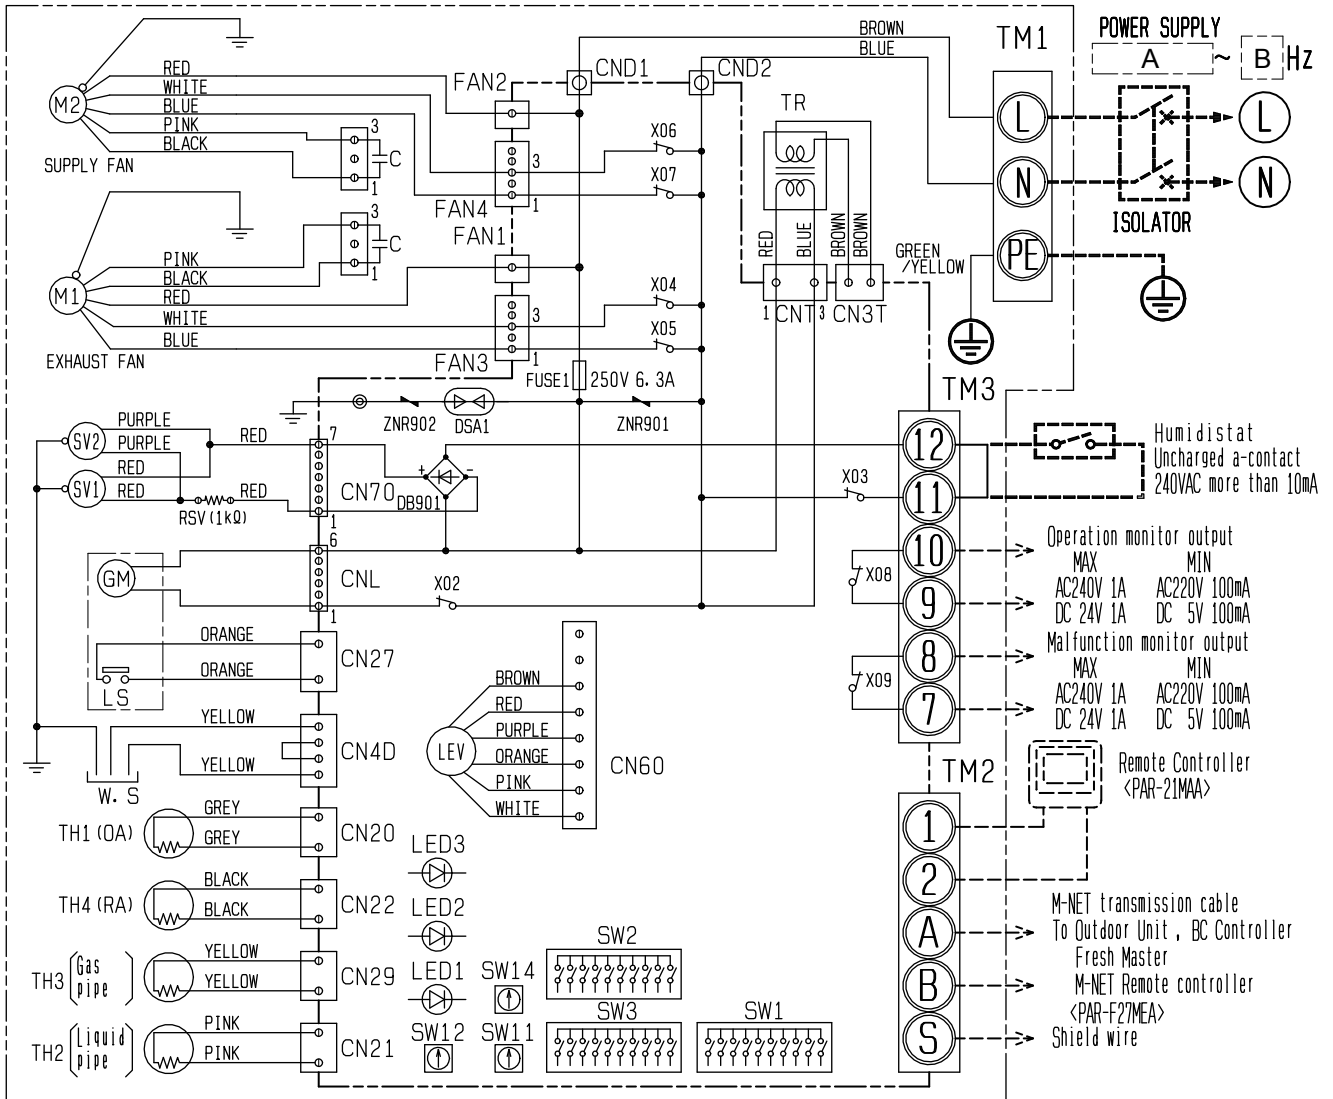 POWER SUPPLY
A ~ B Hz
BROWN
BLUE
TM1
L
N
PE
L
N
ISOLATOR
CND1
CND2
TR
FAN2
M2
RED
WHITE
BLUE
PINK
BLACK
SUPPLY FAN
3
C
1
3
1
X06
X07
FAN4
FAN1
3
C
1
M1
PINK
BLACK
RED
WHITE
BLUE
EXHAUST FAN
3
1
X04
X05
FAN3
RED
BLUE
BROWN
BROWN
GREEN
/YELLOW
1 CNT 3 CN3T
FUSE1 250V 6.3A
ZNR902
DSA1
ZNR901
TM3
SV2
PURPLE
PURPLE
RED
SV1
RED
RED
RSV(1kΩ)
RED
7
CN70
1
+ -
DB901
X03
12
11
10
9
8
7
X08
X09
Humidistat
Uncharged a-contact
240VAC more than 10mA
Operation monitor output
MAX MIN
AC240V 1A AC220V 100mA
DC 24V 1A DC 5V 100mA
Malfunction monitor output
MAX MIN
AC240V 1A AC220V 100mA
DC 24V 1A DC 5V 100mA
GM
6
CNL
1
X02
LS
ORANGE
ORANGE
CN27
YELLOW
YELLOW
CN4D
W.S
LEV
BROWN
RED
PURPLE
ORANGE
PINK
WHITE
CN60
TM2
1
2
A
B
S
Remote Controller
<PAR-21MAA>
M-NET transmission cable
To Outdoor Unit , BC Controller
Fresh Master
M-NET Remote controller
<PAR-F27MEA>
Shield wire
TH1(OA)
GREY
GREY
CN20
TH4(RA)
BLACK
BLACK
CN22
TH3 (Gas pipe)
YELLOW
YELLOW
CN29
TH2 (Liquid pipe)
PINK
PINK
CN21
LED3
LED2
LED1
SW14
SW12
SW11
SW2
SW3
SW1